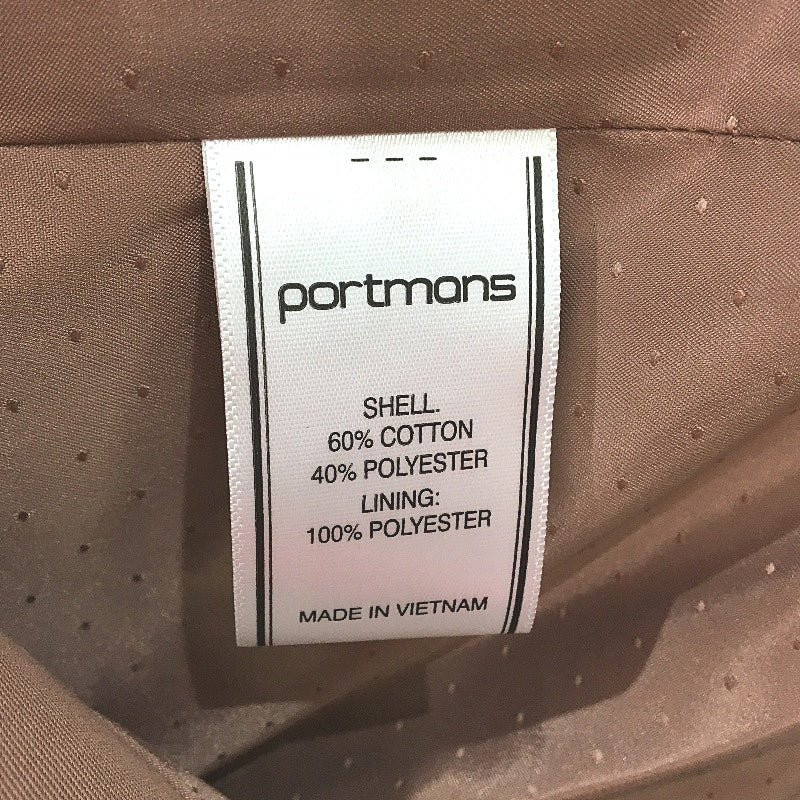 portmans
SHELL.
60% COTTON
40% POLYESTER
LINING:
100% POLYESTER
MADE IN VIETNAM